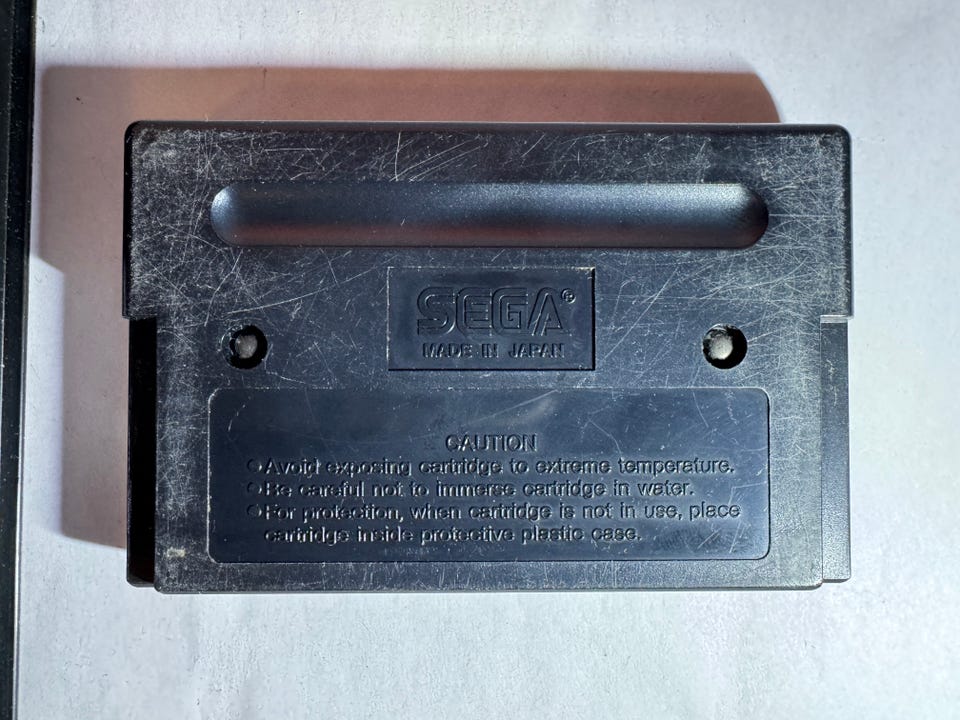 SEGA®
MADE IN JAPAN
CAUTION
●Avoid exposing cartridge to extreme temperature.
●Be careful not to immerse cartridge in water.
●For protection, when cartridge is not in use, place
cartridge inside protective plastic case.